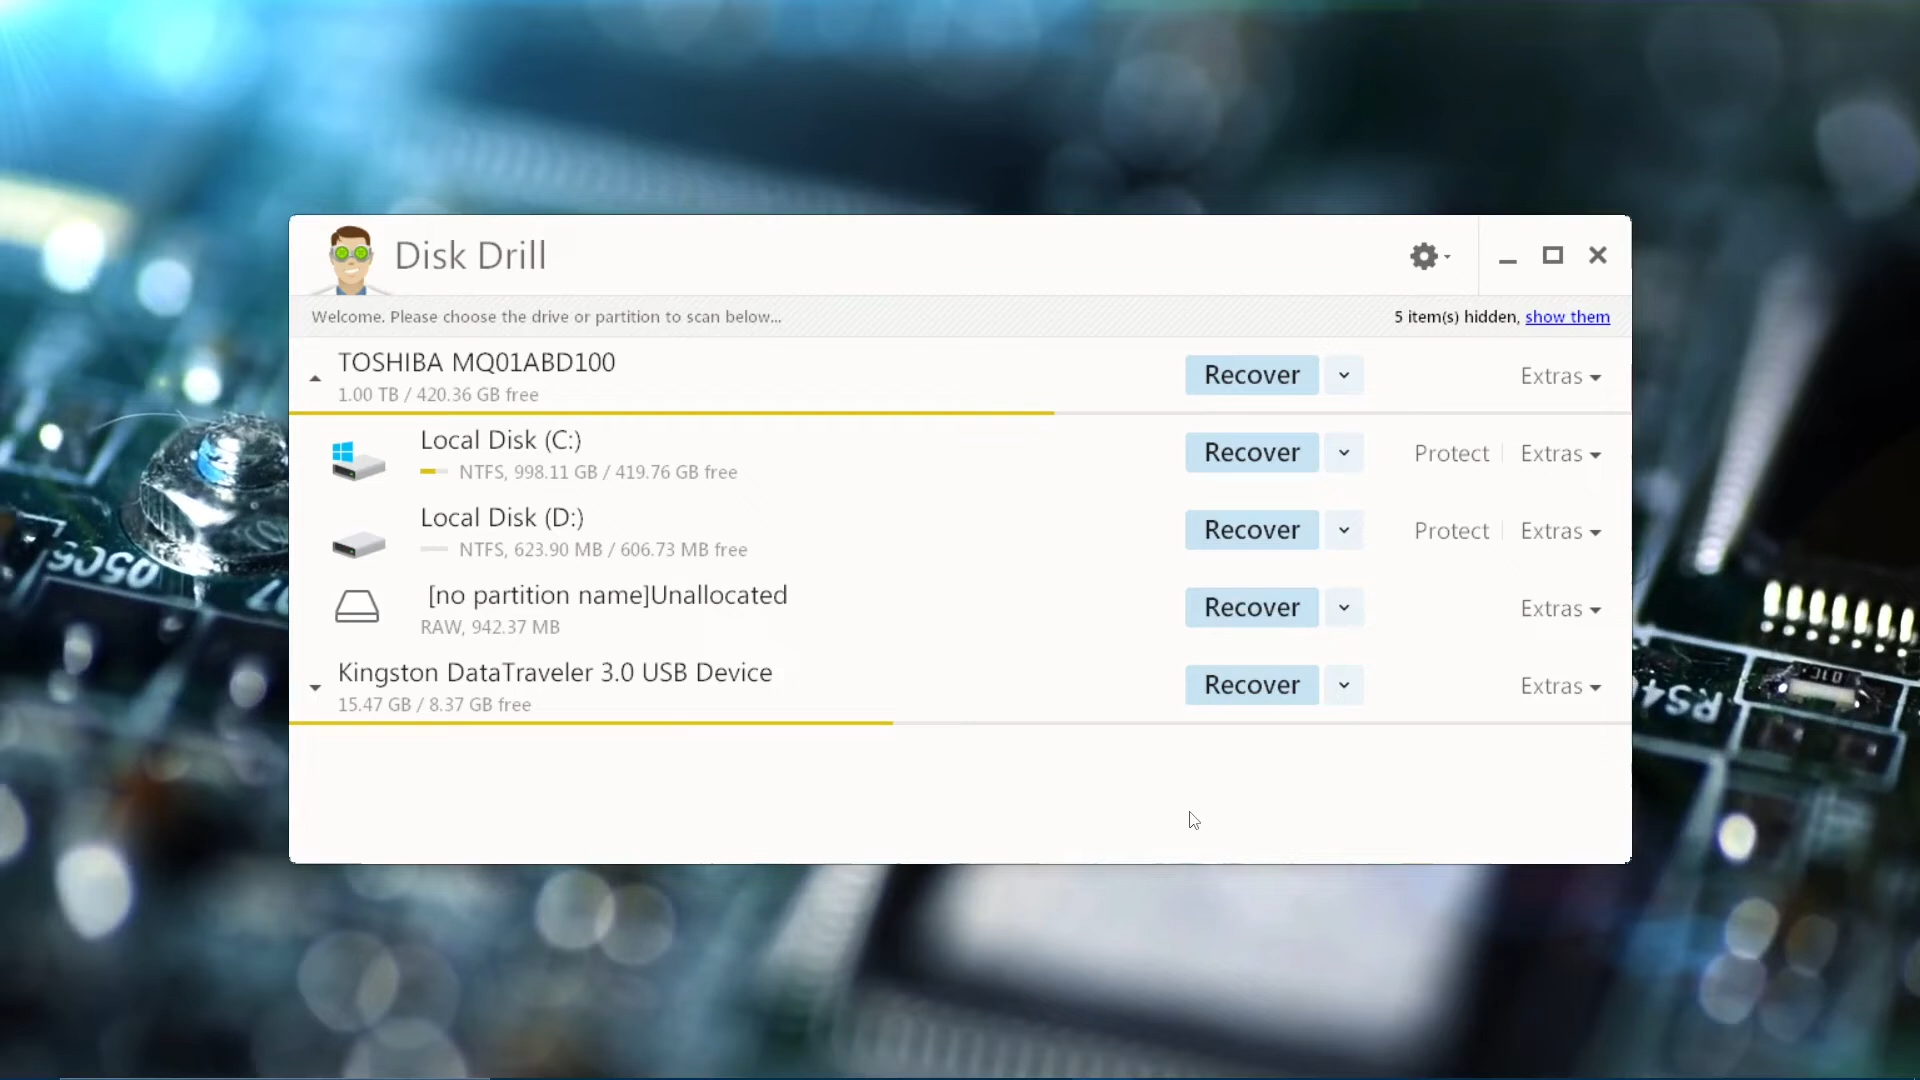 Disk Drill
Welcome. Please choose the drive or partition to scan below...
5 item(s) hidden, show them
TOSHIBA MQ01ABD100
1.00 TB / 420.36 GB free
Recover
Extras
Local Disk (C:)
NTFS, 998.11 GB / 419.76 GB free
Recover
Protect
Extras
Local Disk (D:)
NTFS, 623.90 MB / 606.73 MB free
Recover
Protect
Extras
[no partition name]Unallocated
RAW, 942.37 MB
Recover
Extras
Kingston DataTraveler 3.0 USB Device
15.47 GB / 8.37 GB free
Recover
Extras